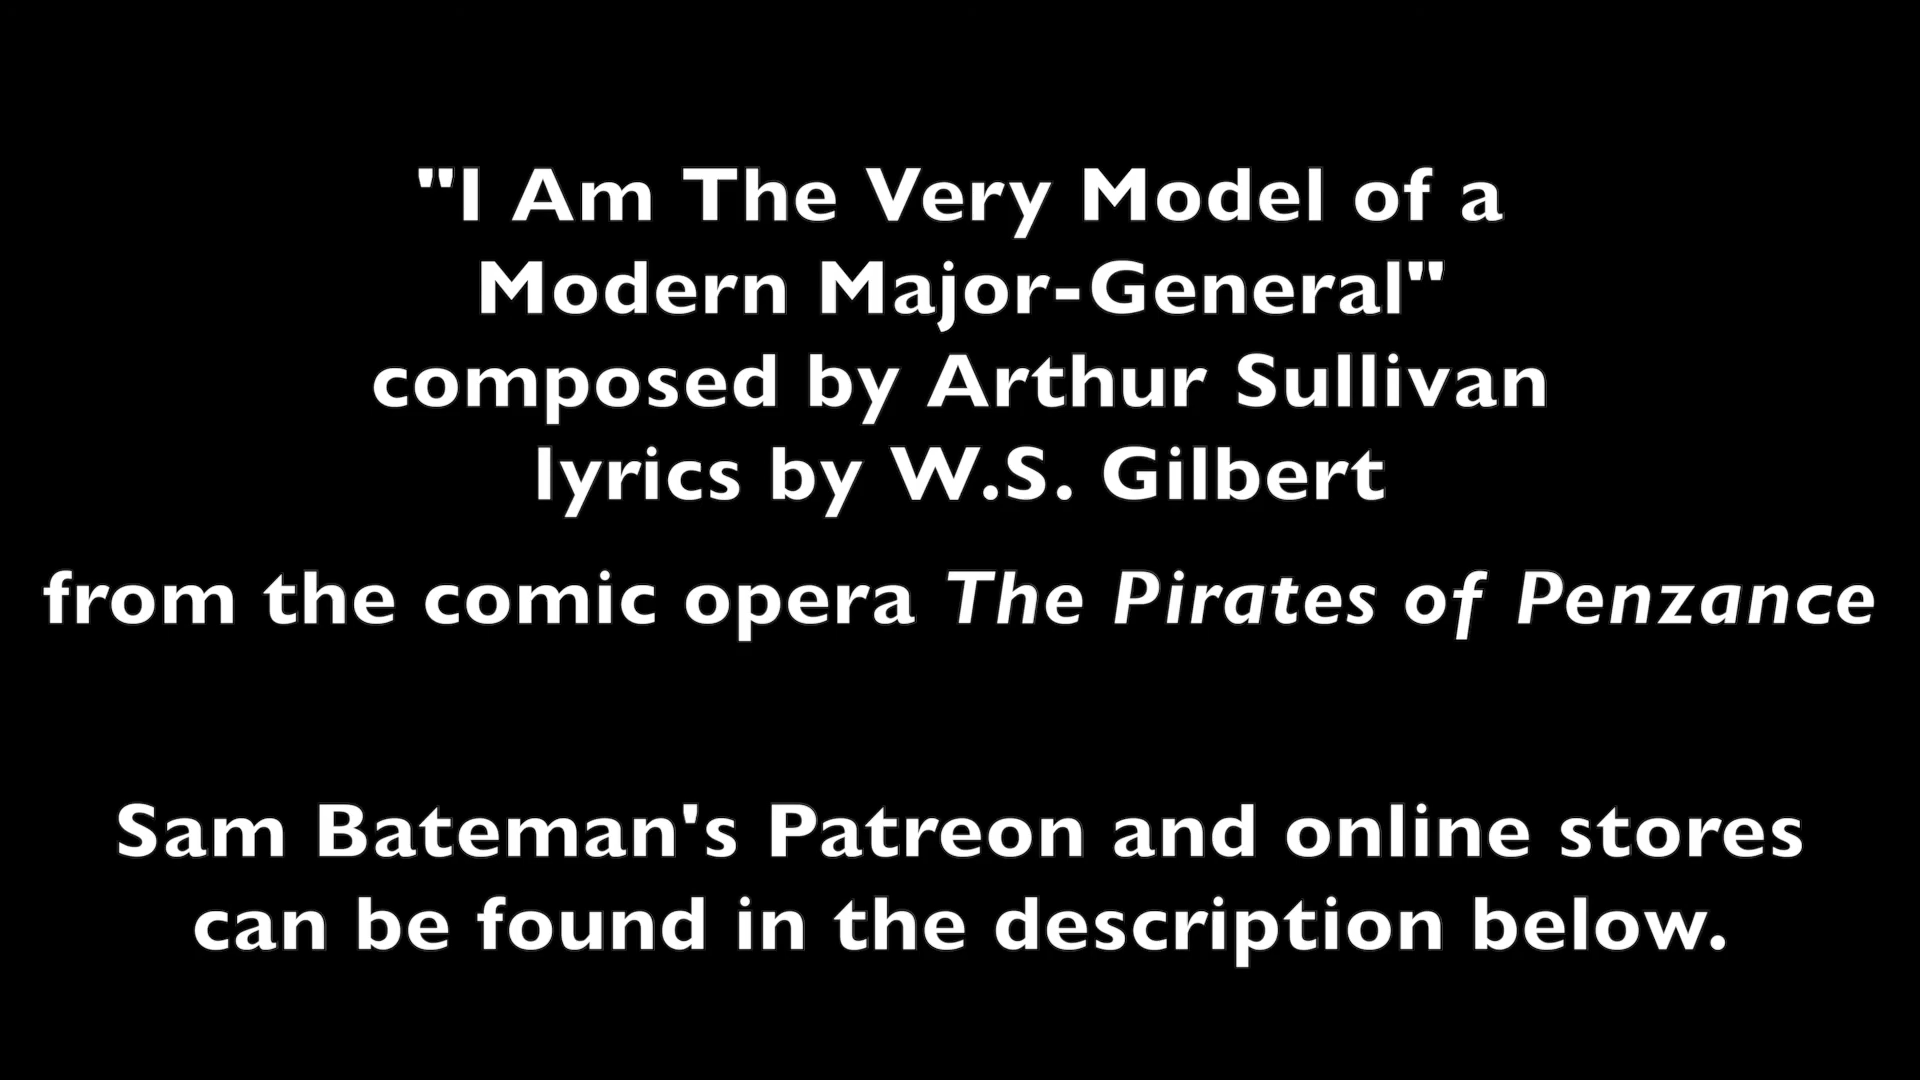 "I Am The Very Model of a
Modern Major-General"
composed by Arthur Sullivan
lyrics by W.S. Gilbert
from the comic opera The Pirates of Penzance
Sam Bateman's Patreon and online stores
can be found in the description below.